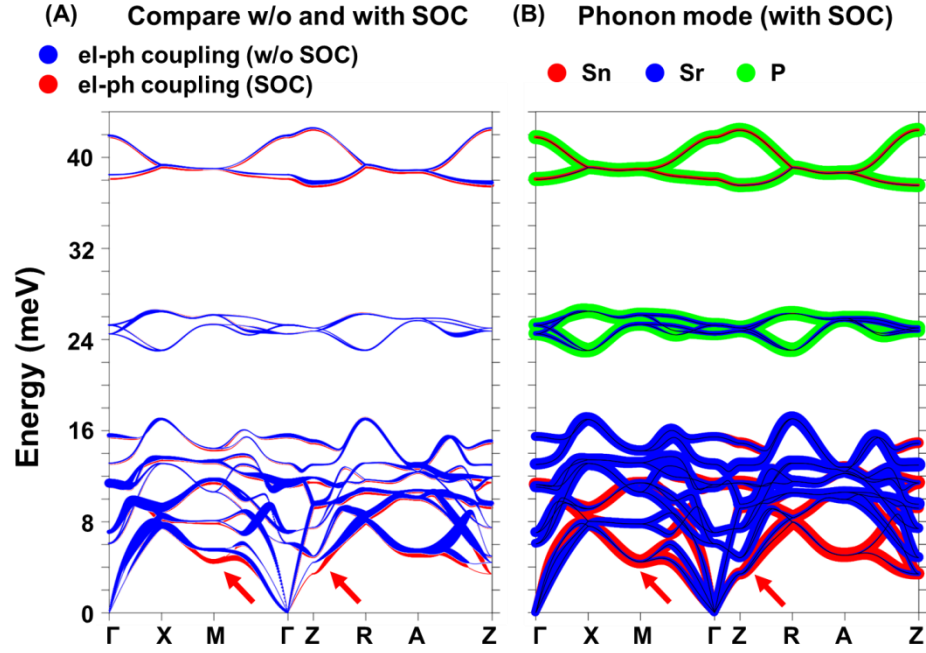 (A) Compare w/o and with SOC
el-ph coupling (w/o SOC)
el-ph coupling (SOC)
(B) Phonon mode (with SOC)
Sn Sr P
Energy (meV)
40
32
24
16
8
0
Γ X M Γ Z R A Z
Γ X M Γ Z R A Z